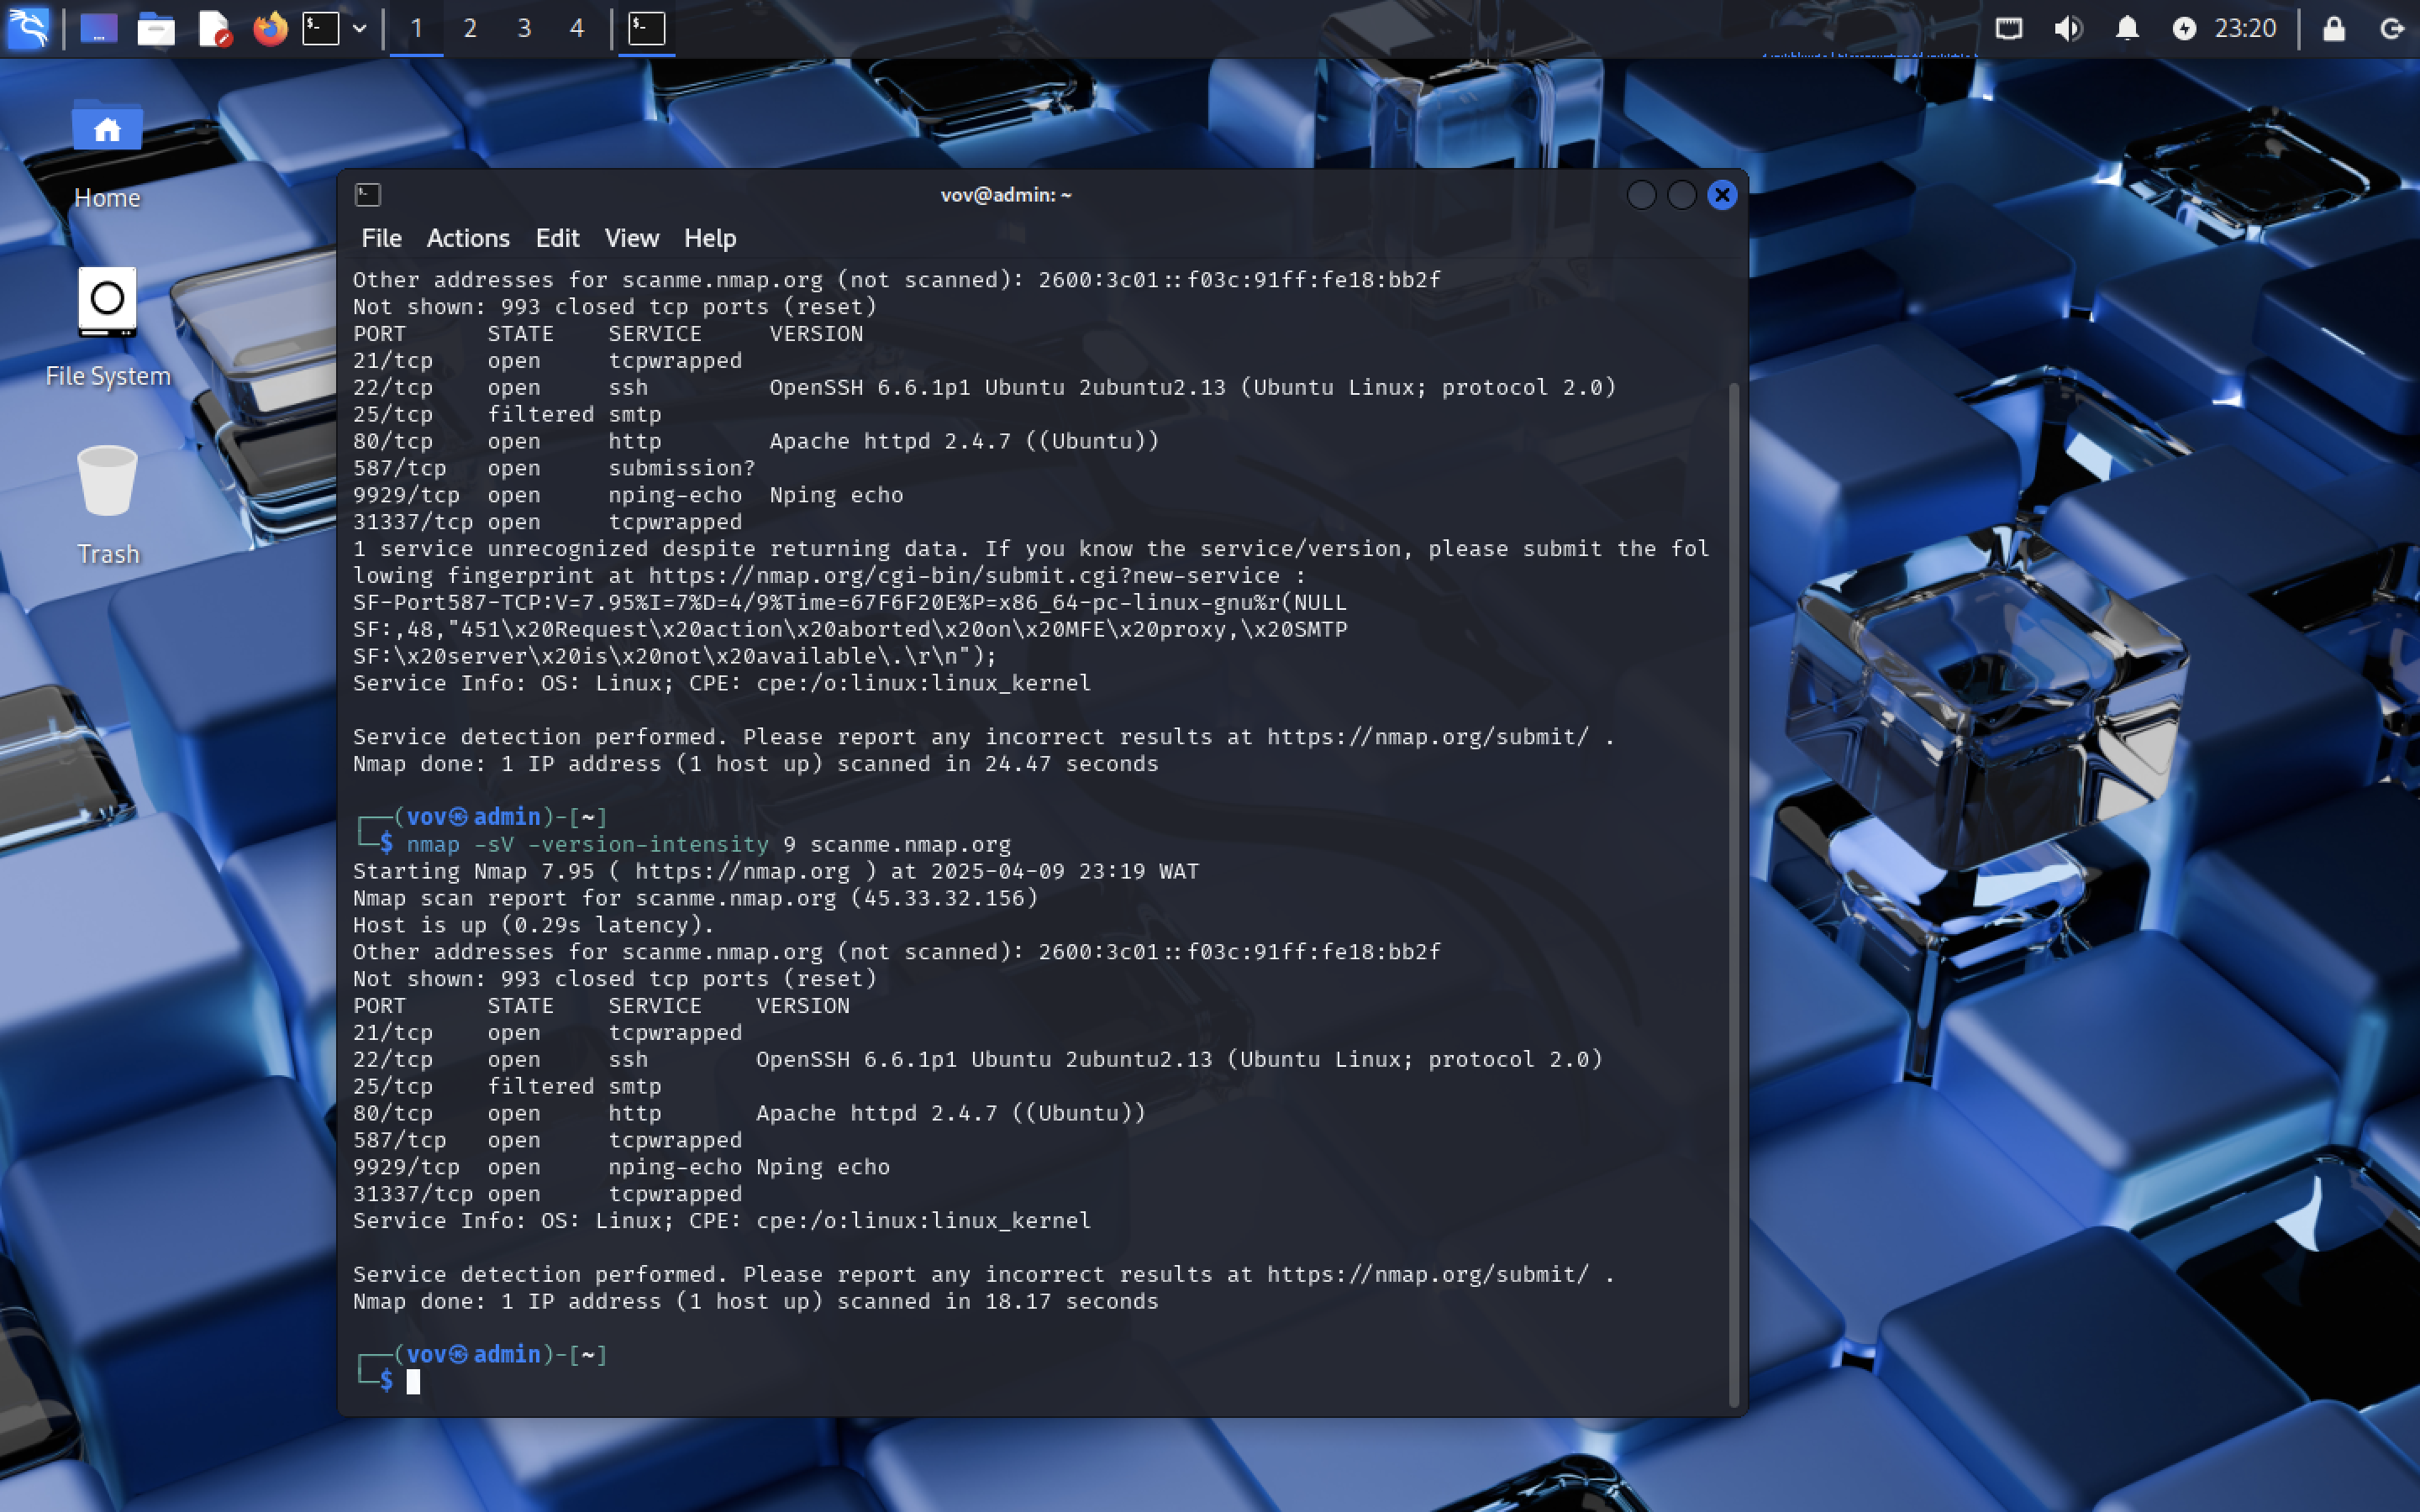 1 2 3 4 23:20
Home
File System
Trash
vov@admin: ~
File Actions Edit View Help
Other addresses for scanme.nmap.org (not scanned): 2600:3c01::f03c:91ff:fe18:bb2f
Not shown: 993 closed tcp ports (reset)
PORT STATE SERVICE VERSION
21/tcp open tcpwrapped
22/tcp open ssh OpenSSH 6.6.1p1 Ubuntu 2ubuntu2.13 (Ubuntu Linux; protocol 2.0)
25/tcp filtered smtp
80/tcp open http Apache httpd 2.4.7 ((Ubuntu))
587/tcp open submission?
9929/tcp open nping-echo Nping echo
31337/tcp open tcpwrapped
1 service unrecognized despite returning data. If you know the service/version, please submit the fol
lowing fingerprint at https://nmap.org/cgi-bin/submit.cgi?new-service :
SF-Port587-TCP:V=7.95%I=7%D=4/9%Time=67F6F20E%P=x86_64-pc-linux-gnu%r(NULL
SF:,48,"451\x20Request\x20action\x20aborted\x20on\x20MFE\x20proxy,\x20SMTP
SF:\x20server\x20is\x20not\x20available\.\r\n");
Service Info: OS: Linux; CPE: cpe:/o:linux:linux_kernel
Service detection performed. Please report any incorrect results at https://nmap.org/submit/ .
Nmap done: 1 IP address (1 host up) scanned in 24.47 seconds
┌──(vov㉿admin)-[~]
└─$ nmap -sV -version-intensity 9 scanme.nmap.org
Starting Nmap 7.95 ( https://nmap.org ) at 2025-04-09 23:19 WAT
Nmap scan report for scanme.nmap.org (45.33.32.156)
Host is up (0.29s latency).
Other addresses for scanme.nmap.org (not scanned): 2600:3c01::f03c:91ff:fe18:bb2f
Not shown: 993 closed tcp ports (reset)
PORT STATE SERVICE VERSION
21/tcp open tcpwrapped
22/tcp open ssh OpenSSH 6.6.1p1 Ubuntu 2ubuntu2.13 (Ubuntu Linux; protocol 2.0)
25/tcp filtered smtp
80/tcp open http Apache httpd 2.4.7 ((Ubuntu))
587/tcp open tcpwrapped
9929/tcp open nping-echo Nping echo
31337/tcp open tcpwrapped
Service Info: OS: Linux; CPE: cpe:/o:linux:linux_kernel
Service detection performed. Please report any incorrect results at https://nmap.org/submit/ .
Nmap done: 1 IP address (1 host up) scanned in 18.17 seconds
┌──(vov㉿admin)-[~]
└─$